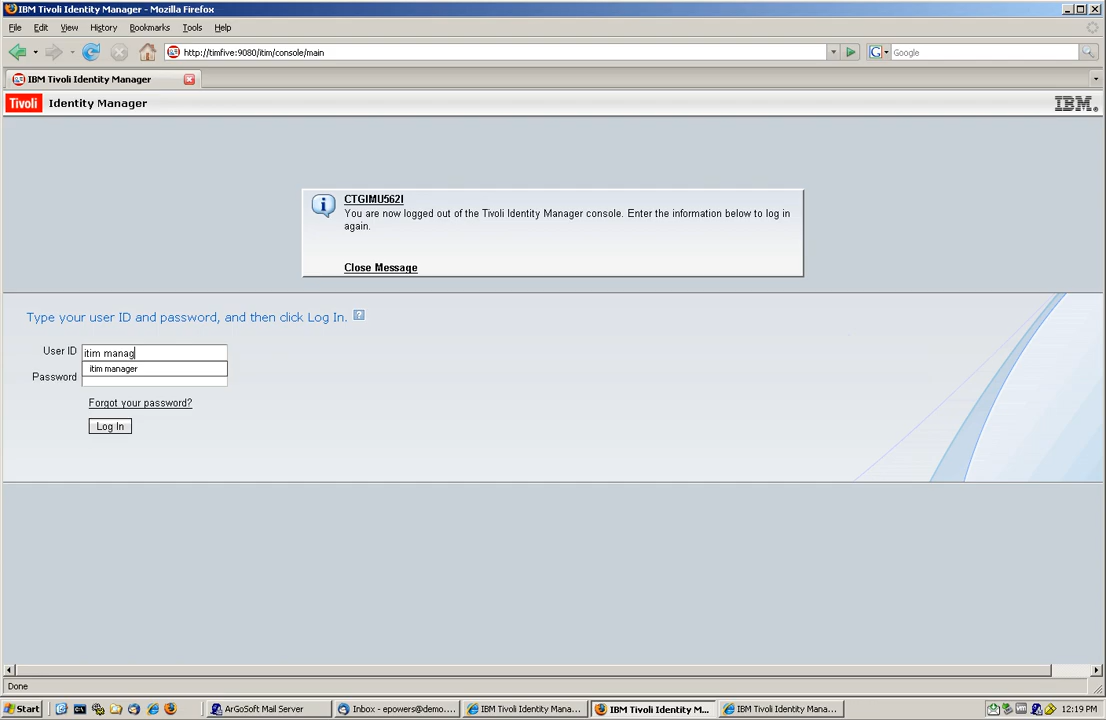 IBM Tivoli Identity Manager - Mozilla Firefox
File Edit View History Bookmarks Tools Help
http://timfive:9080/itim/console/main
G Google
IBM Tivoli Identity Manager
Tivoli Identity Manager
IBM
CTGIMU562I
You are now logged out of the Tivoli Identity Manager console. Enter the information below to log in
again.
Close Message
Type your user ID and password, and then click Log In. ?
User ID itim manag
itim manager
Password
Forgot your password?
Log In
Done
Start ArGoSoft Mail Server Inbox - epowers@demo.... IBM Tivoli Identity Mana... IBM Tivoli Identity M... IBM Tivoli Identity Mana... 12:19 PM